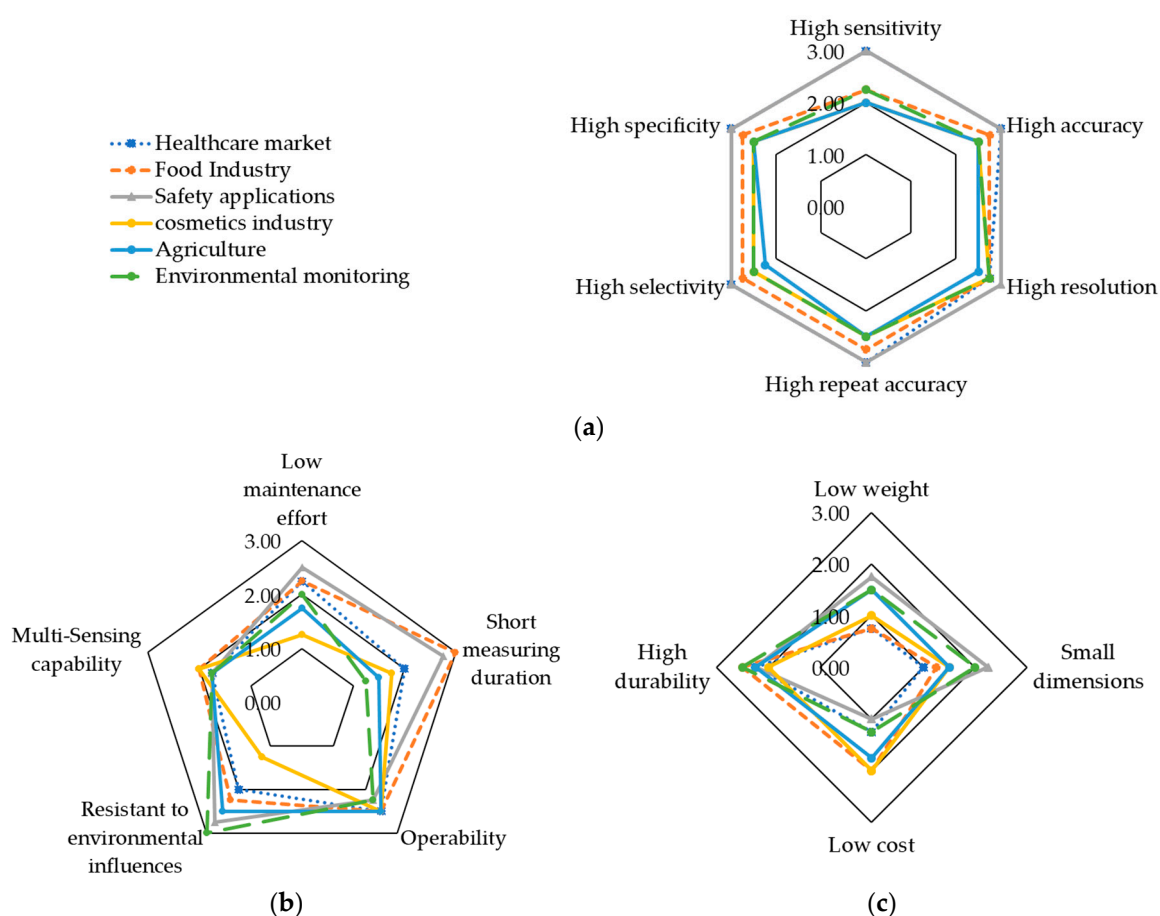 High sensitivity
3.00
2.00
1.00
0.00
High specificity
High accuracy
High selectivity
High resolution
High repeat accuracy
Healthcare market
Food Industry
Safety applications
cosmetics industry
Agriculture
Environmental monitoring
(a)
Low
maintenance
effort
3.00
2.00
1.00
0.00
Multi-Sensing
capability
Short
measuring
duration
Resistant to
environmental
influences
Operability
(b)
Low weight
3.00
2.00
1.00
0.00
High
durability
Small
dimensions
Low cost
(c)